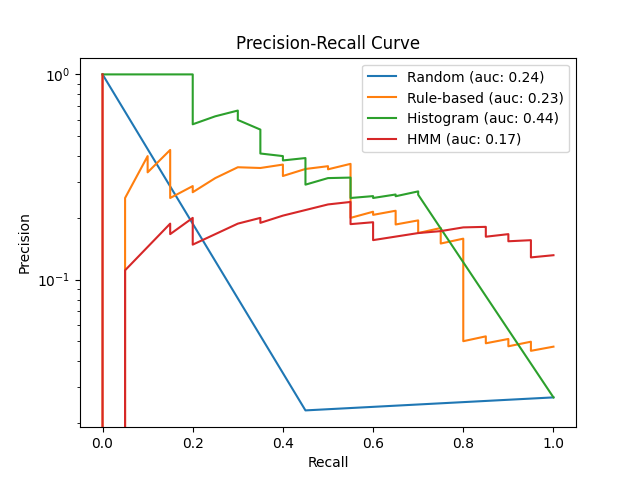 Precision-Recall Curve
Random (auc: 0.24)
Rule-based (auc: 0.23)
Histogram (auc: 0.44)
HMM (auc: 0.17)
Precision
10⁰
10⁻¹
0.0 0.2 0.4 0.6 0.8 1.0
Recall